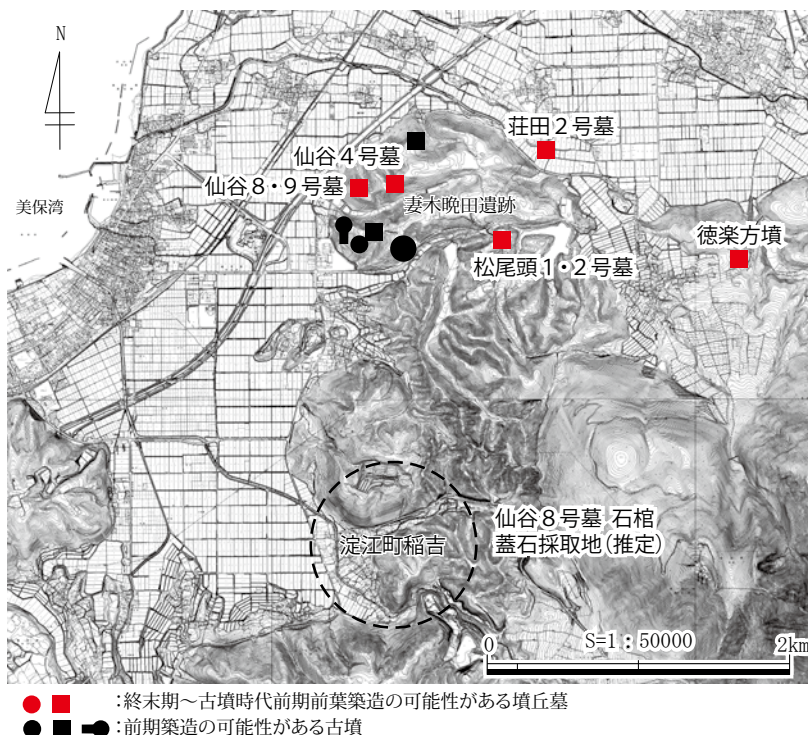 N
荘田２号墓
仙谷４号墓
仙谷８・９号墓
美保湾
妻木晩田遺跡
徳楽方墳
松尾頭１・２号墓
仙谷８号墓 石棺
蓋石採取地（推定）
淀江町稲吉
0 S=1：50000 2km
：終末期～古墳時代前期前葉築造の可能性がある墳丘墓
：前期築造の可能性がある古墳